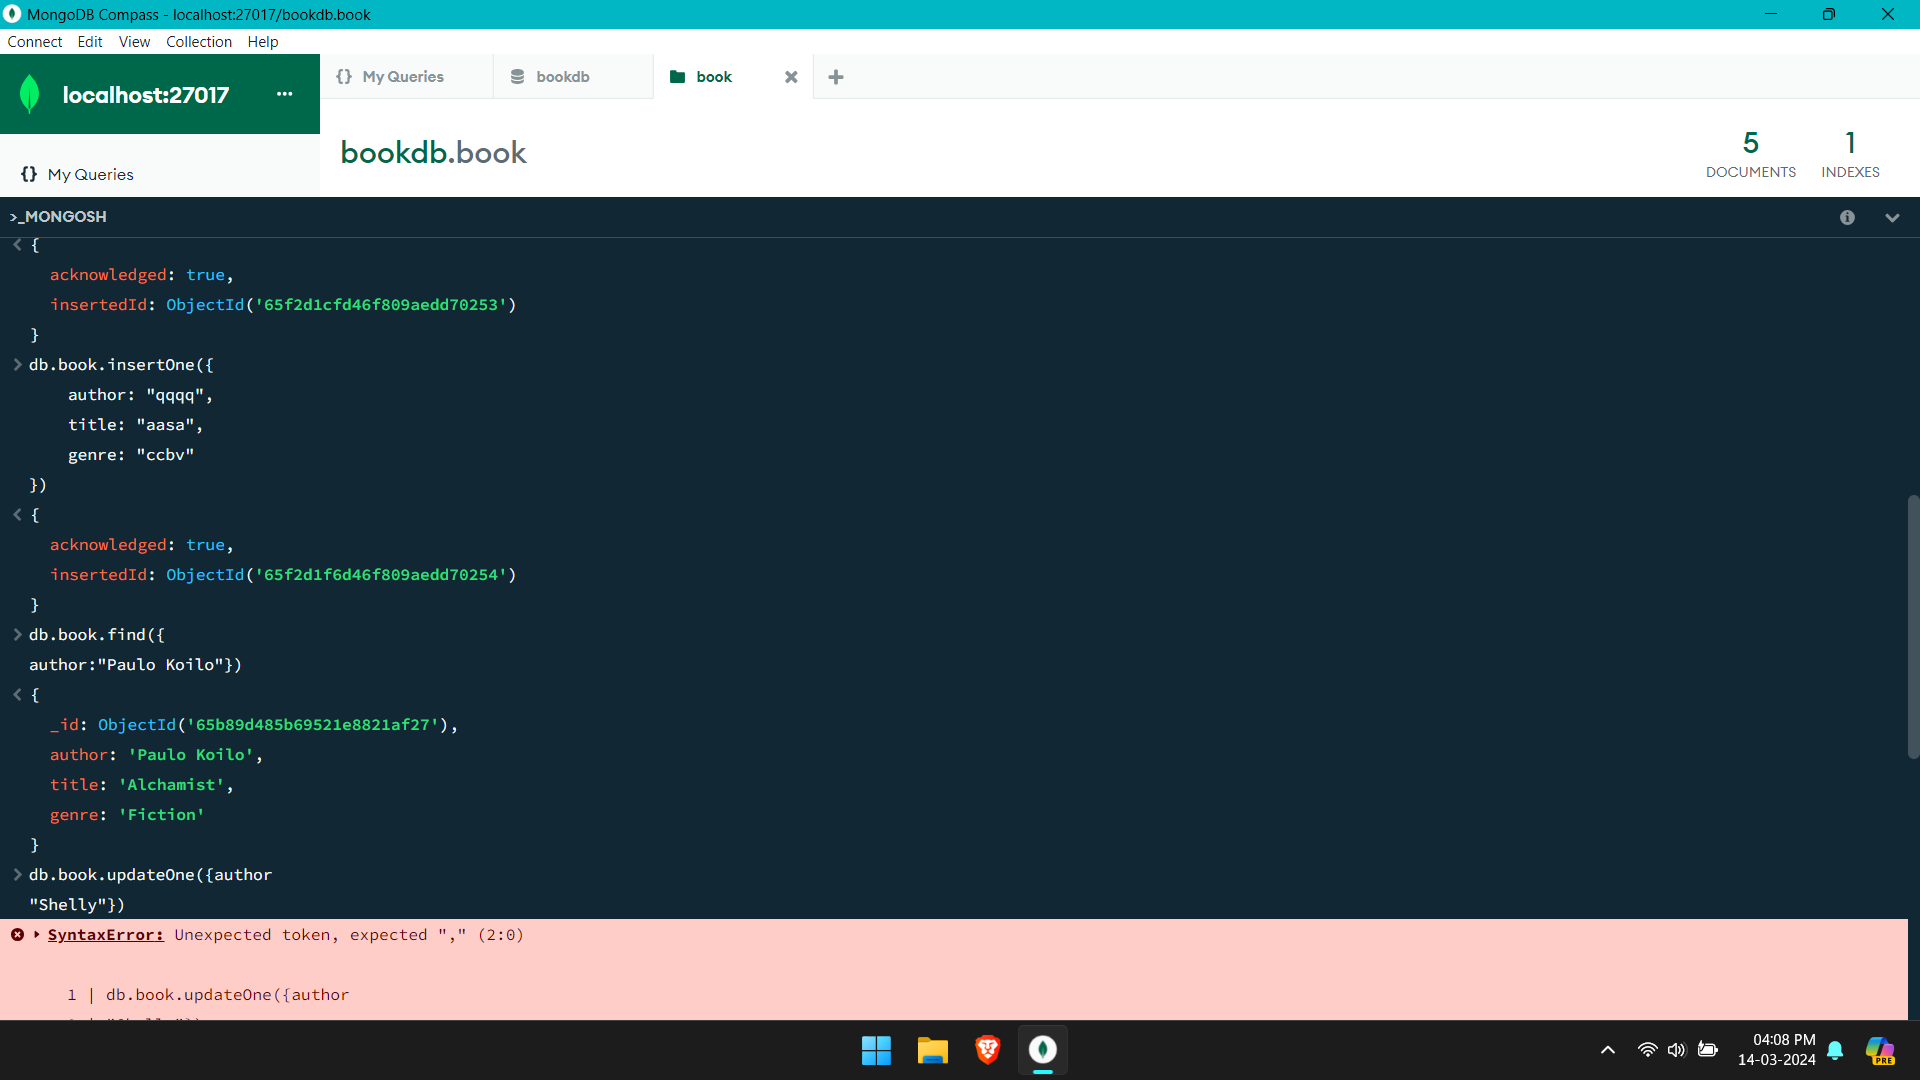 MongoDB Compass - localhost:27017/bookdb.book
Connect Edit View Collection Help
localhost:27017 ...
{} My Queries
bookdb
book
bookdb.book
5
DOCUMENTS
1
INDEXES
{} My Queries
>_MONGOSH
{
acknowledged: true,
insertedId: ObjectId('65f2d1cfd46f809aedd70253')
}
db.book.insertOne({
author: "qqqq",
title: "aasa",
genre: "ccbv"
})
{
acknowledged: true,
insertedId: ObjectId('65f2d1f6d46f809aedd70254')
}
db.book.find({
author:"Paulo Koilo"})
{
_id: ObjectId('65b89d485b69521e8821af27'),
author: 'Paulo Koilo',
title: 'Alchamist',
genre: 'Fiction'
}
db.book.updateOne({author
"Shelly"})
SyntaxError: Unexpected token, expected "," (2:0)
1 | db.book.updateOne({author
04:08 PM
14-03-2024
PRE